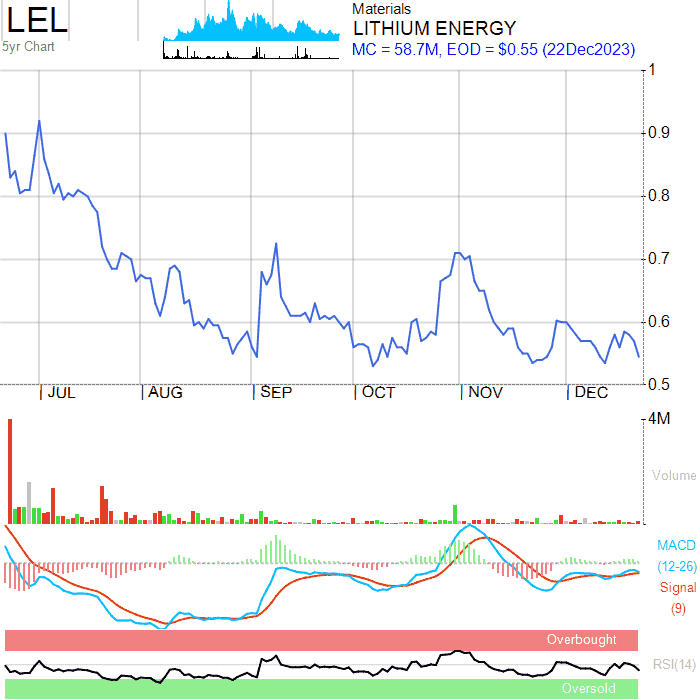 LEL
5yr Chart
Materials
LITHIUM ENERGY
MC = 58.7M, EOD = $0.55 (22Dec2023)
1
0.9
0.8
0.7
0.6
0.5
JUL AUG SEP OCT NOV DEC
4M
Volume
MACD
(12-26)
Signal
(9)
Overbought
RSI(14)
Oversold